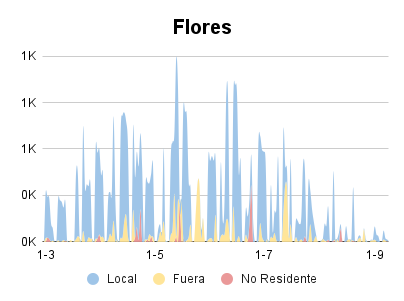 Flores
1K
1K
1K
0K
0K
1-3 1-5 1-7 1-9
Local Fuera No Residente